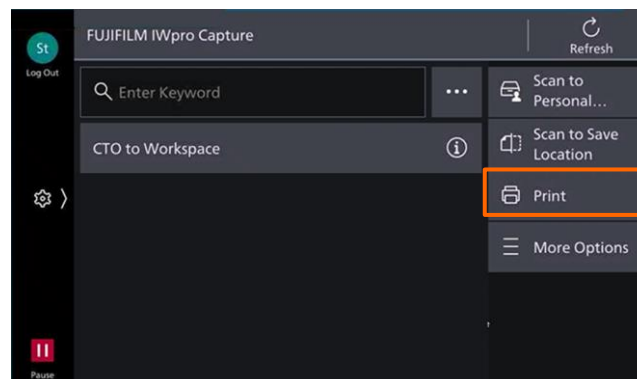 St
FUJIFILM IWpro Capture
Refresh
Log Out
Enter Keyword
Scan to
Personal...
CTO to Workspace
Scan to Save
Location
Print
More Options
Pause